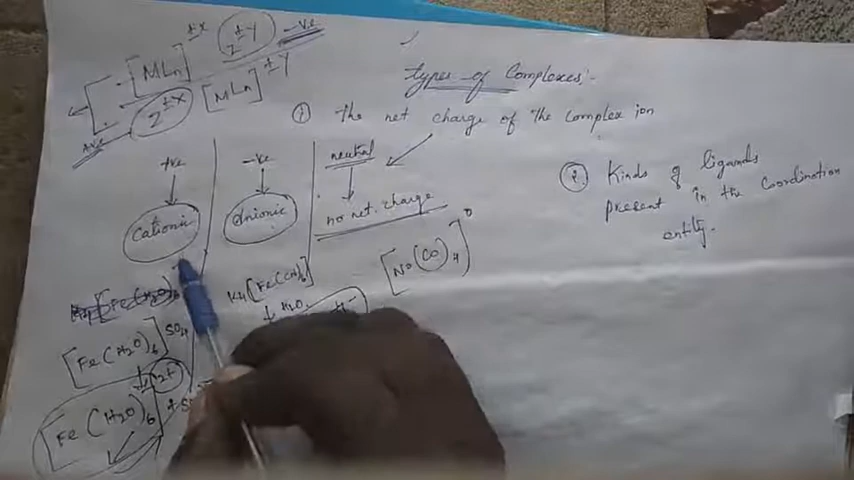 [MLn]±x Z±y -ve
Z±x [MLn]±y
+ve
types of Complexes:-
① The net charge of The Complex ion
+ve -ve neutral
Cationic Anionic no net charge
② Kinds of ligands
present in the Coordination
entity.
K4[Fe(CN)6]
↓ H2O
[Ni(CO)4]0
[Fe(H2O)6]SO4
[Fe(H2O)6]2+ +